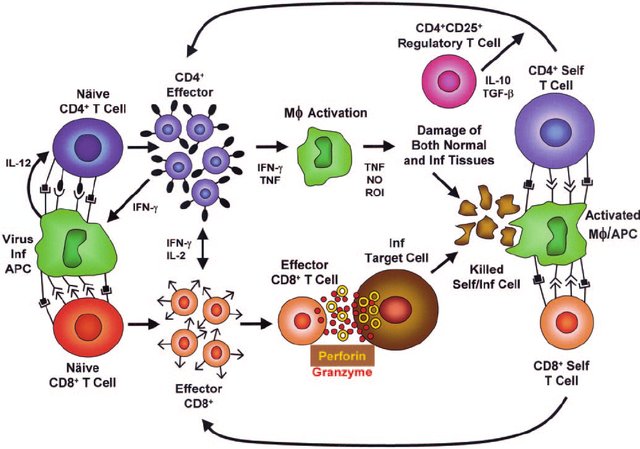 CD4+CD25+
Regulatory T Cell
IL-10
TGF-β
CD4+ Self
T Cell
Näive
CD4+ T Cell
CD4+
Effector
MΦ Activation
Damage of
Both Normal
and Inf Tissues
IL-12
IFN-γ
TNF
TNF
NO
ROI
IFN-γ
Virus
Inf
APC
IFN-γ
IL-2
Activated
MΦ/APC
Killed
Self/Inf Cell
Effector
CD8+ T Cell
Inf
Target Cell
Perforin
Granzyme
Näive
CD8+ T Cell
Effector
CD8+
CD8+ Self
T Cell